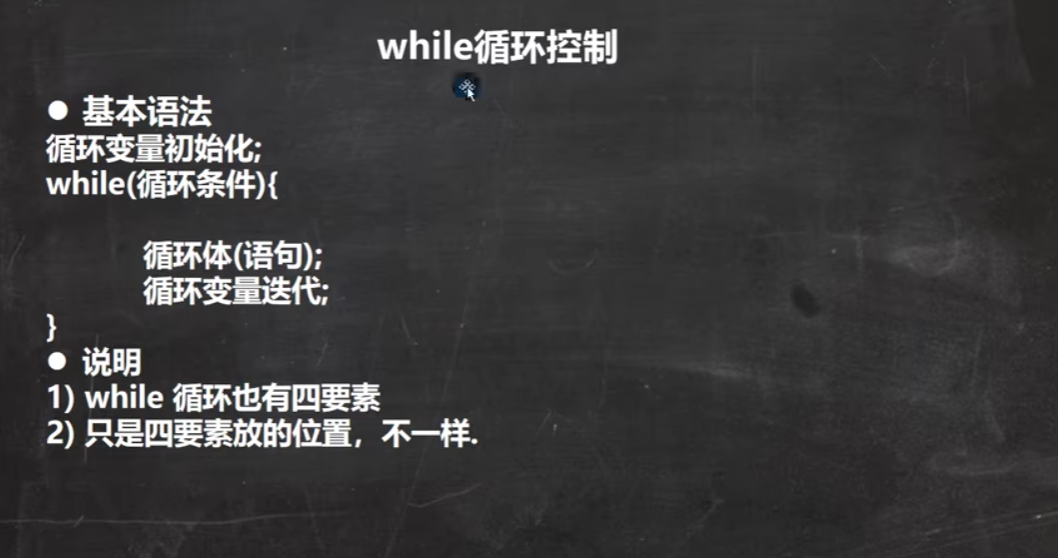 while循环控制
● 基本语法
循环变量初始化;
while(循环条件){
循环体(语句);
循环变量迭代;
}
● 说明
1) while 循环也有四要素
2) 只是四要素放的位置，不一样.